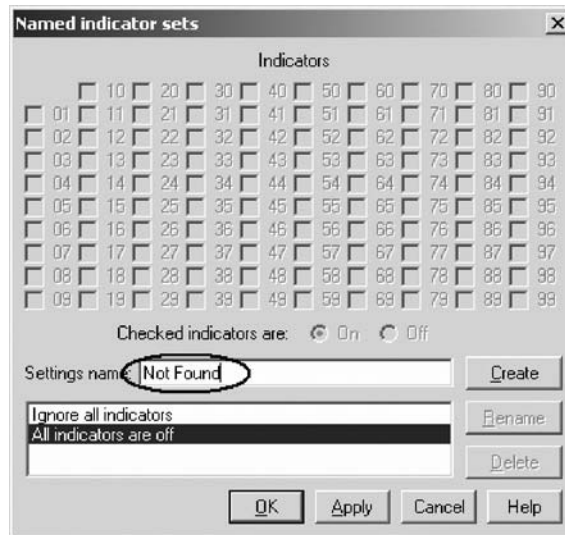 Named indicator sets
Indicators
10 20 30 40 50 60 70 80 90
01 11 21 31 41 51 61 71 81 91
02 12 22 32 42 52 62 72 82 92
03 13 23 33 43 53 63 73 83 93
04 14 24 34 44 54 64 74 84 94
05 15 25 35 45 55 65 75 85 95
06 16 26 36 46 56 66 76 86 96
07 17 27 37 47 57 67 77 87 97
08 18 28 38 48 58 68 78 88 98
09 19 29 39 49 59 69 79 89 99
Checked indicators are: On Off
Settings name: Not Found Create
Ignore all indicators Rename
All indicators are off
Delete
OK Apply Cancel Help